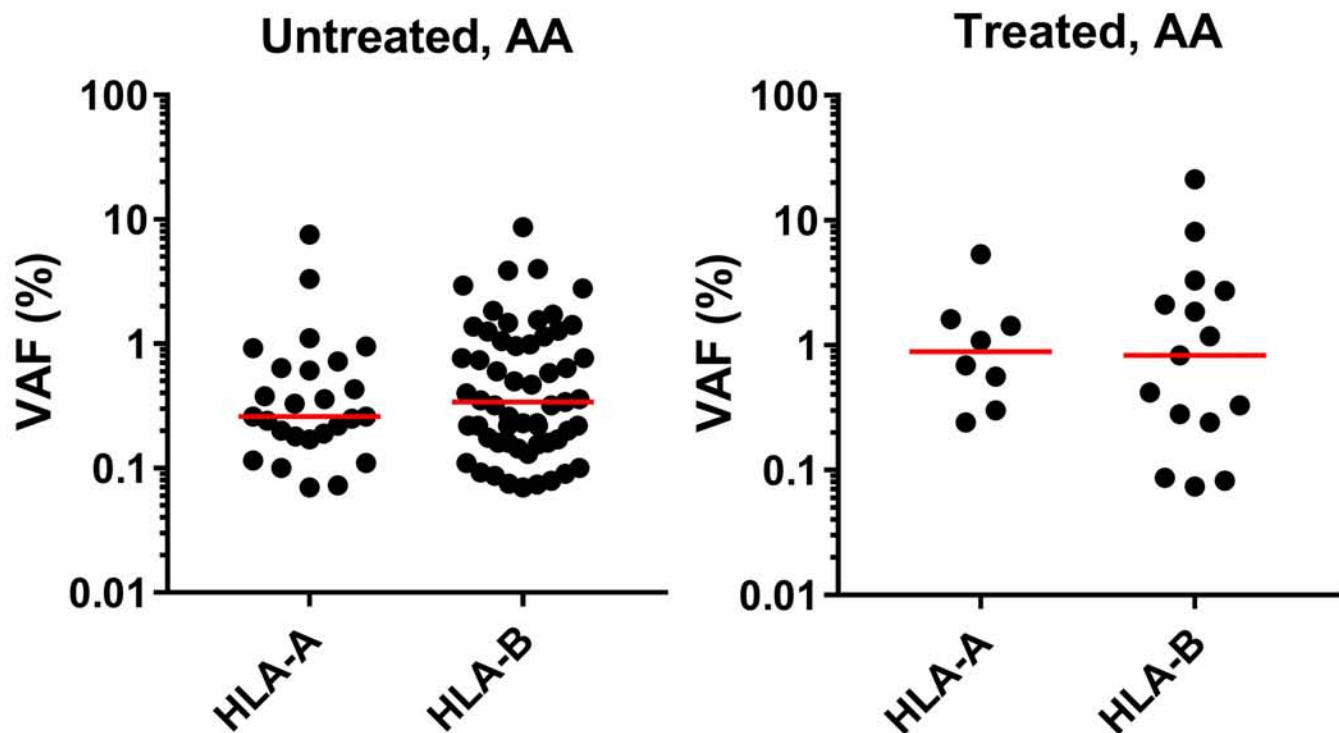 Untreated, AA
VAF (%)
100
10
1
0.1
0.01
HLA-A
HLA-B
Treated, AA
VAF (%)
100
10
1
0.1
0.01
HLA-A
HLA-B